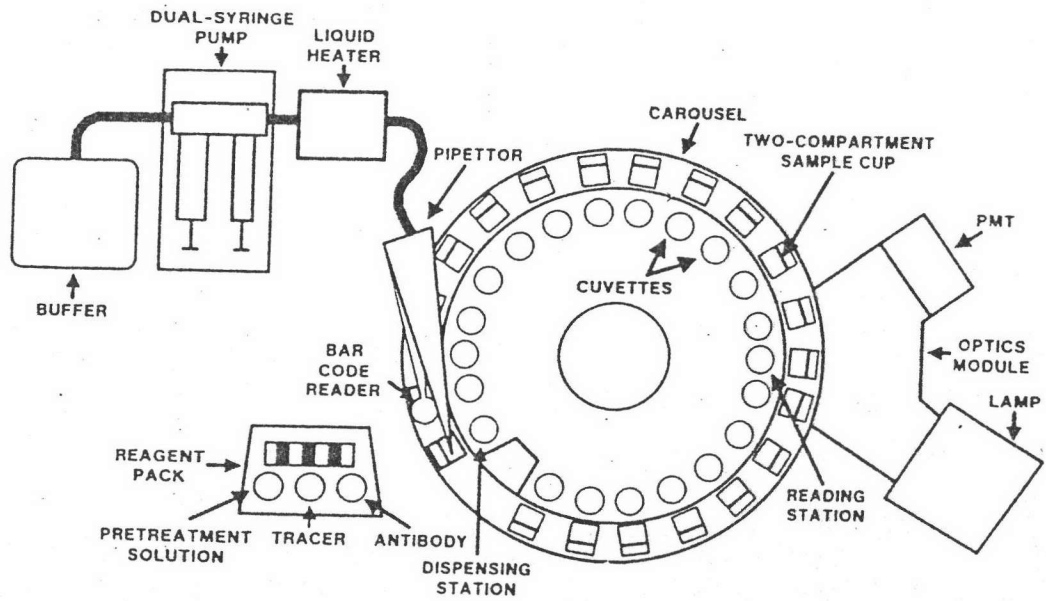 DUAL-SYRINGE
PUMP
LIQUID
HEATER
CAROUSEL
TWO-COMPARTMENT
SAMPLE CUP
PIPETTOR
PMT
CUVETTES
BUFFER
BAR
CODE
READER
OPTICS
MODULE
LAMP
REAGENT
PACK
READING
STATION
PRETREATMENT
SOLUTION
TRACER
ANTIBODY
DISPENSING
STATION